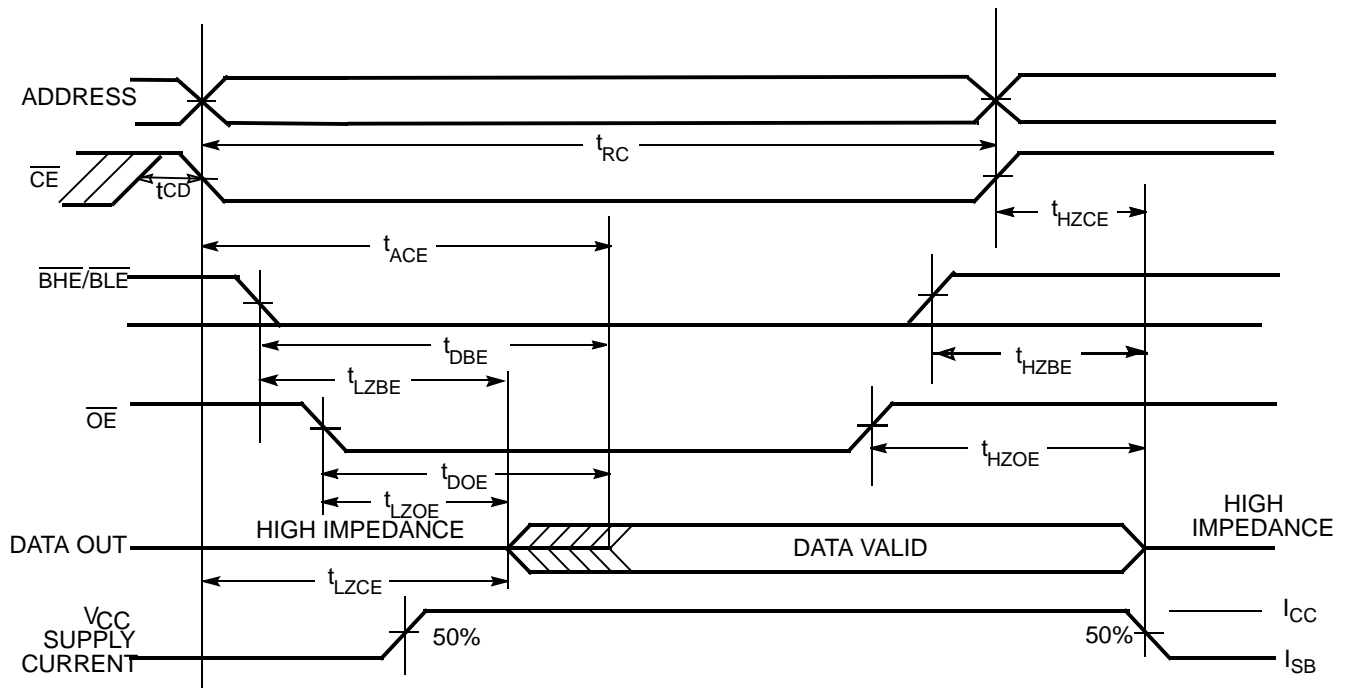 ADDRESS
tRC
CE
tCD
tHZCE
tACE
BHE/BLE
tDBE
tHZBE
tLZBE
OE
tHZOE
tDOE
tLZOE
HIGH IMPEDANCE
HIGH
IMPEDANCE
DATA OUT
DATA VALID
tLZCE
VCC
SUPPLY
CURRENT
50%
50%
ICC
ISB